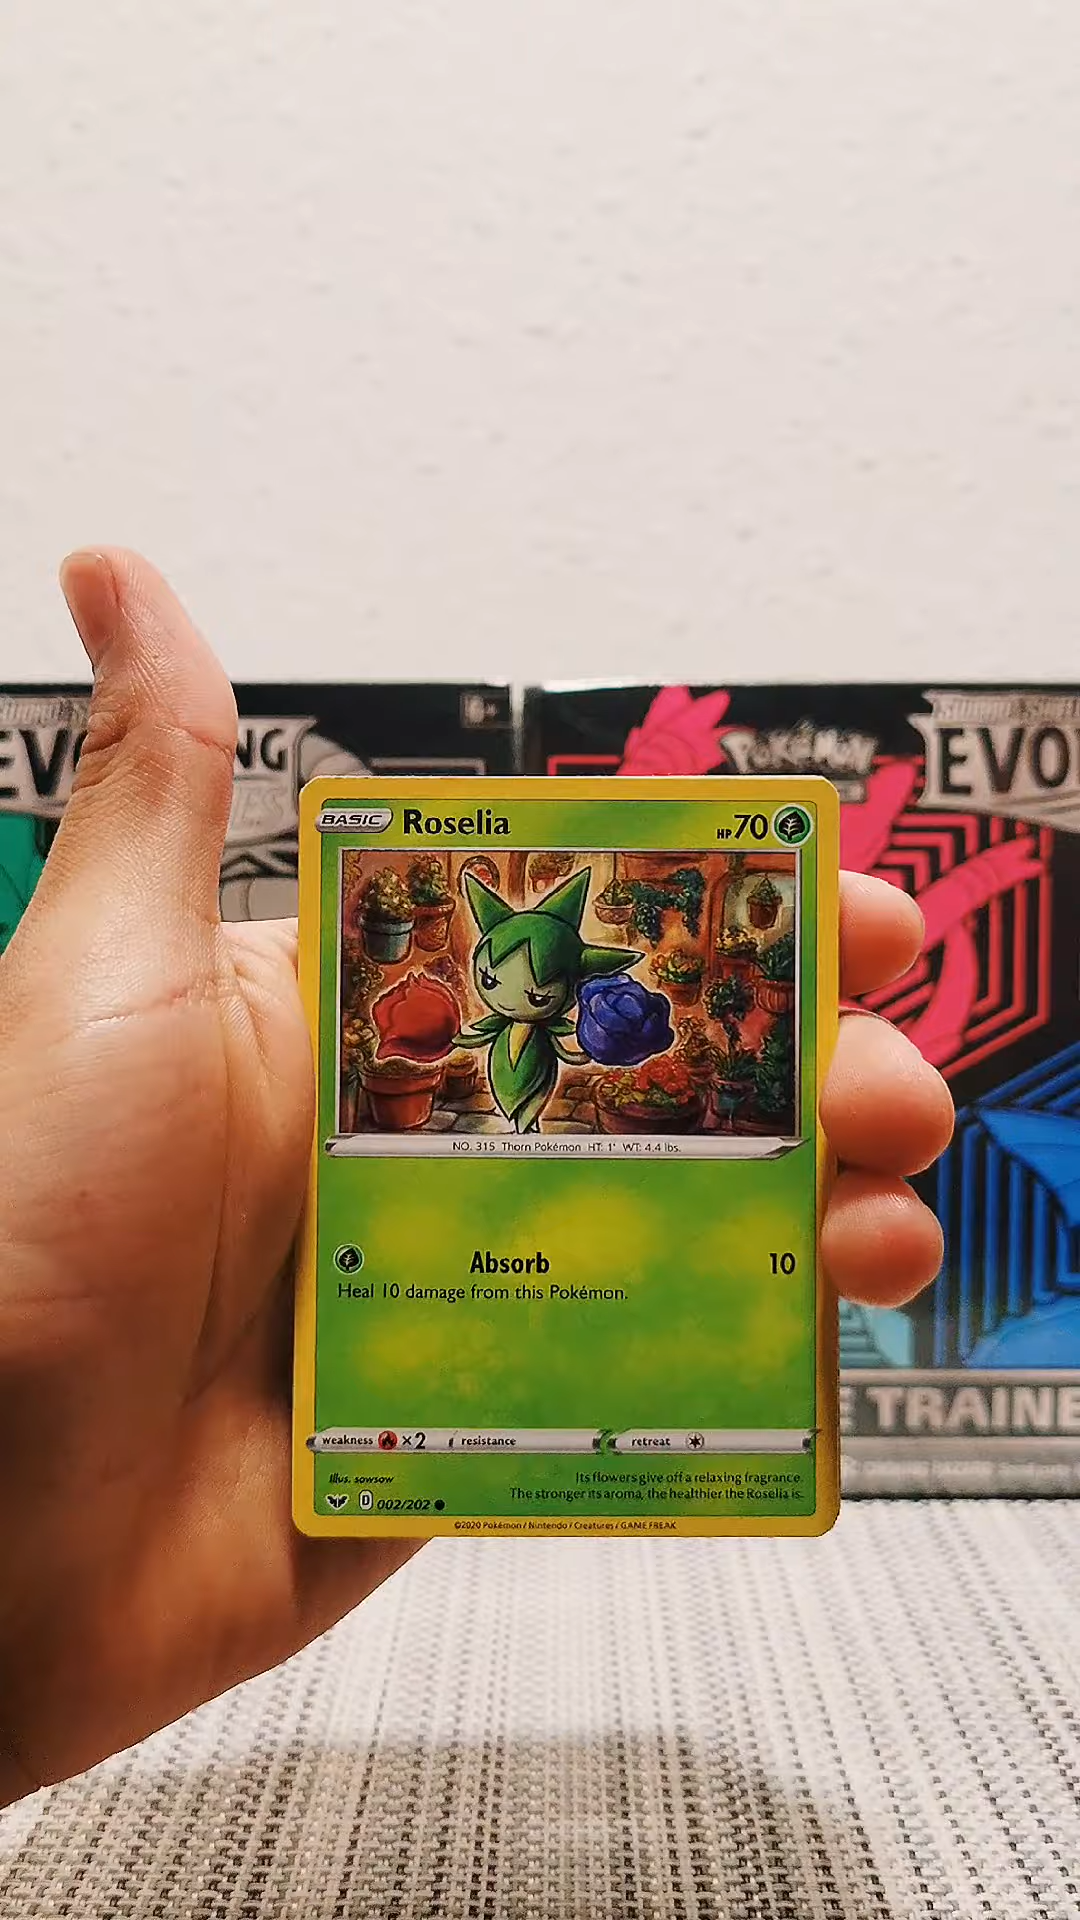 POKéMON
EVO
BASIC Roselia HP 70
NO. 315 Thorn Pokémon HT: 1' WT: 4.4 lbs.
Absorb 10
Heal 10 damage from this Pokémon.
TRAINE
weakness ×2 resistance retreat
Illus. sowsow
Its flowers give off a relaxing fragrance.
The stronger its aroma, the healthier the Roselia is.
D 002/202
©2020 Pokémon / Nintendo / Creatures / GAME FREAK